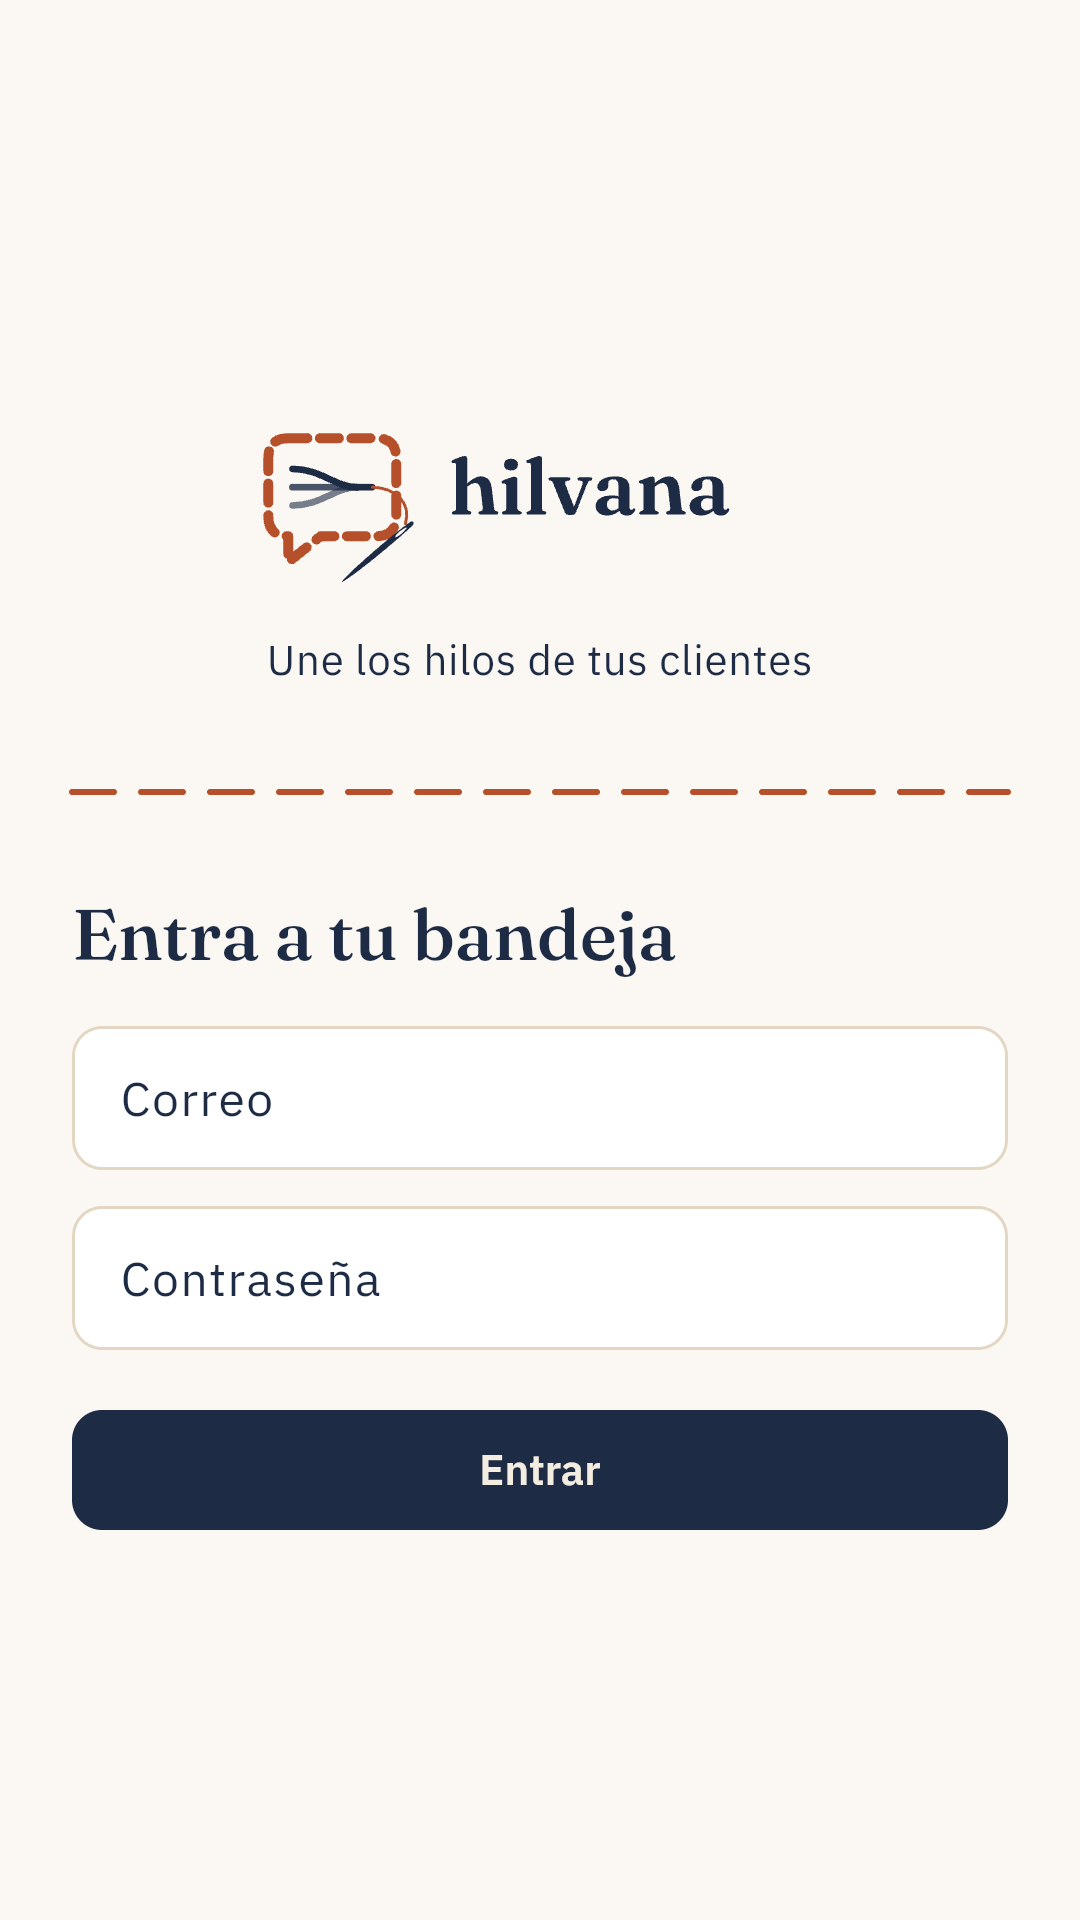 hilvana
Une los hilos de tus clientes
Entra a tu bandeja
Correo
Contraseña
Entrar